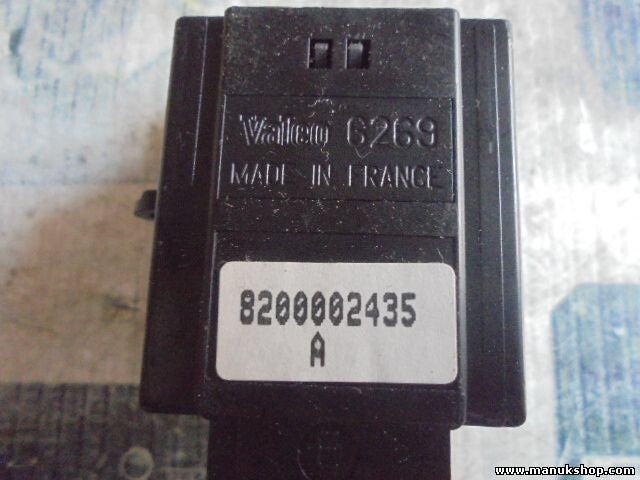 Valeo 6269
MADE IN FRANCE
8200002435
A
www.manukshop.com